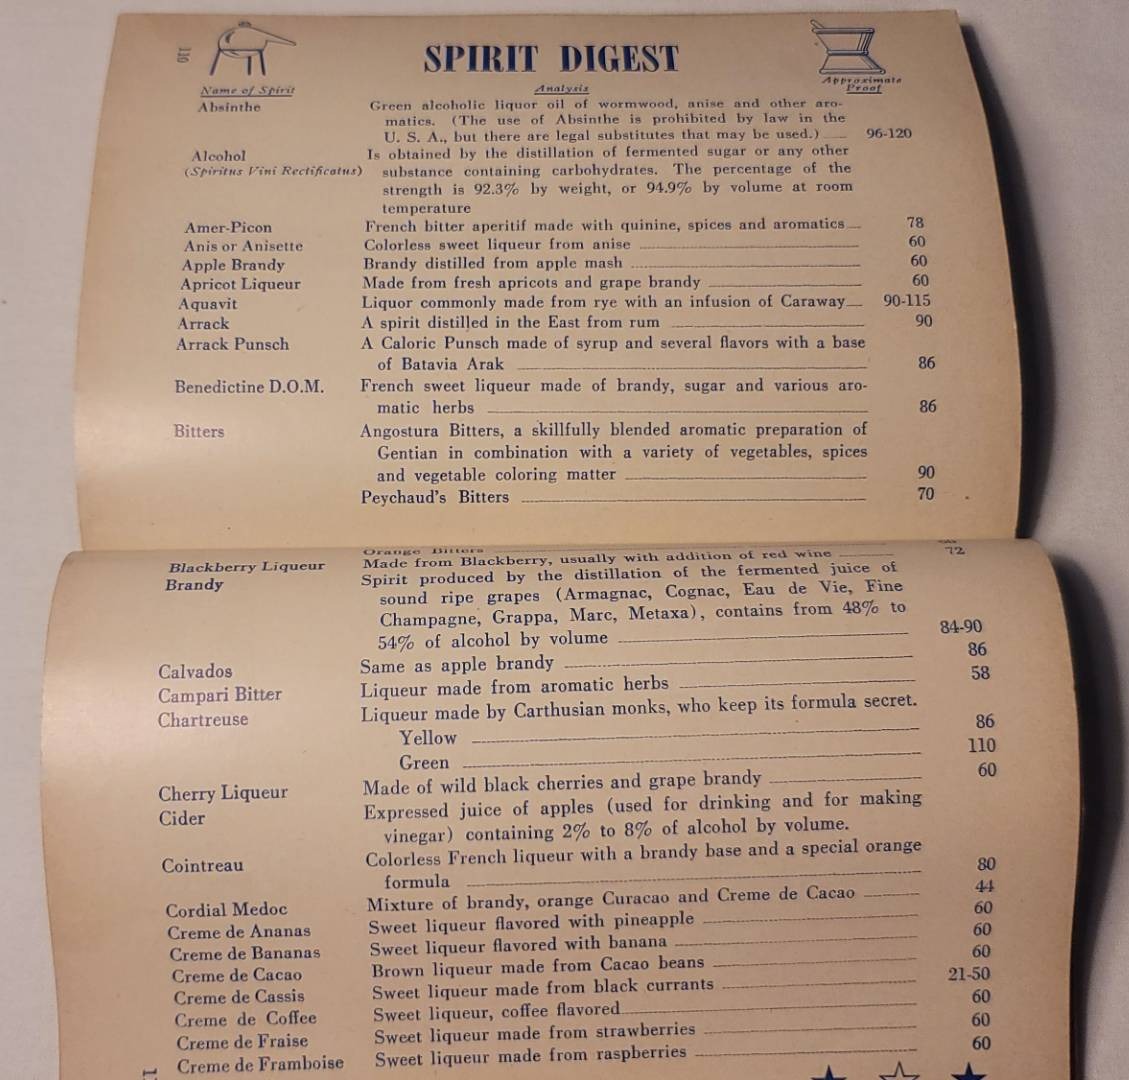 130
SPIRIT DIGEST
Name of Spirit Analysis Approximate Proof
Absinthe Green alcoholic liquor oil of wormwood, anise and other aro-
matics. (The use of Absinthe is prohibited by law in the
U. S. A., but there are legal substitutes that may be used.) 96-120
Alcohol Is obtained by the distillation of fermented sugar or any other
(Spiritus Vini Rectificatus) substance containing carbohydrates. The percentage of the
strength is 92.3% by weight, or 94.9% by volume at room
temperature
Amer-Picon French bitter aperitif made with quinine, spices and aromatics 78
Anis or Anisette Colorless sweet liqueur from anise 60
Apple Brandy Brandy distilled from apple mash 60
Apricot Liqueur Made from fresh apricots and grape brandy 60
Aquavit Liquor commonly made from rye with an infusion of Caraway 90-115
Arrack A spirit distilled in the East from rum 90
Arrack Punsch A Caloric Punsch made of syrup and several flavors with a base
of Batavia Arak 86
Benedictine D.O.M. French sweet liqueur made of brandy, sugar and various aro-
matic herbs 86
Bitters Angostura Bitters, a skillfully blended aromatic preparation of
Gentian in combination with a variety of vegetables, spices
and vegetable coloring matter 90
Peychaud's Bitters 70
Orange Bitters
Blackberry Liqueur Made from Blackberry, usually with addition of red wine 72
Brandy Spirit produced by the distillation of the fermented juice of
sound ripe grapes (Armagnac, Cognac, Eau de Vie, Fine
Champagne, Grappa, Marc, Metaxa), contains from 48% to
54% of alcohol by volume 84-90
Calvados Same as apple brandy 86
Campari Bitter Liqueur made from aromatic herbs 58
Chartreuse Liqueur made by Carthusian monks, who keep its formula secret.
Yellow 86
Green 110
Cherry Liqueur Made of wild black cherries and grape brandy 60
Cider Expressed juice of apples (used for drinking and for making
vinegar) containing 2% to 8% of alcohol by volume.
Cointreau Colorless French liqueur with a brandy base and a special orange
formula 80
Cordial Medoc Mixture of brandy, orange Curacao and Creme de Cacao 44
Creme de Ananas Sweet liqueur flavored with pineapple 60
Creme de Bananas Sweet liqueur flavored with banana 60
Creme de Cacao Brown liqueur made from Cacao beans 60
Creme de Cassis Sweet liqueur made from black currants 21-50
Creme de Coffee Sweet liqueur, coffee flavored 60
Creme de Fraise Sweet liqueur made from strawberries 60
Creme de Framboise Sweet liqueur made from raspberries 60